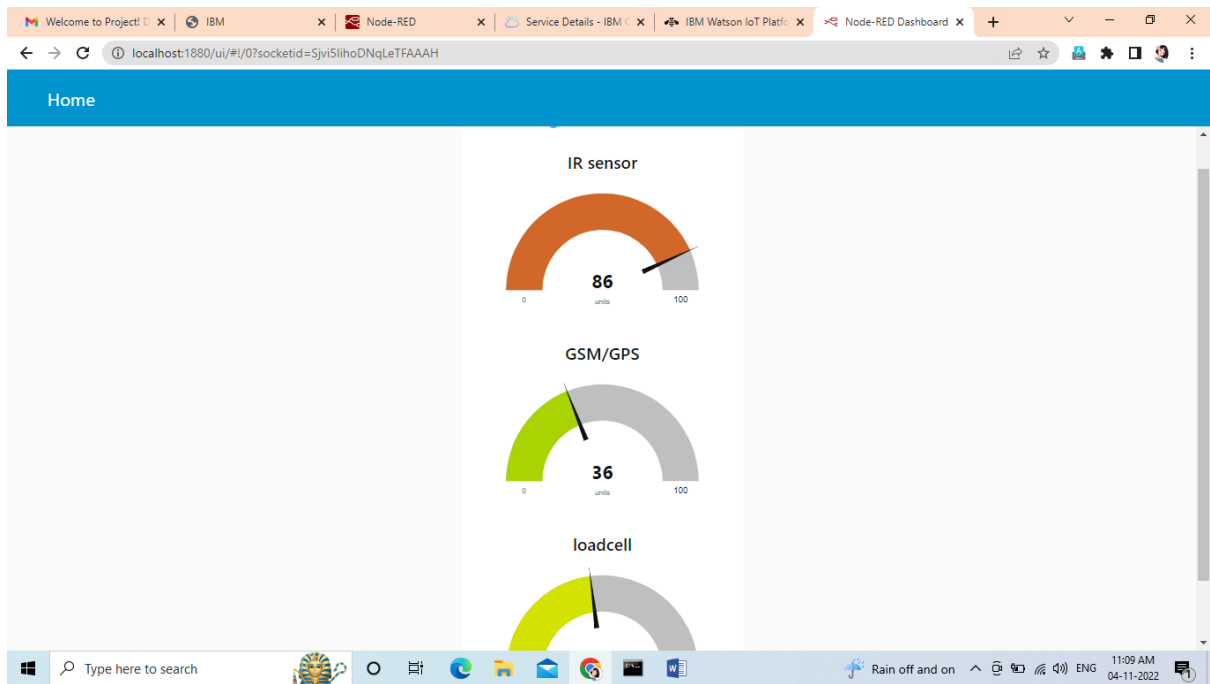 Welcome to Project! D
IBM
Node-RED
Service Details - IBM C
IBM Watson IoT Platfo
Node-RED Dashboard
localhost:1880/ui/#!/0?socketid=Sjvi5IihoDNqLeTFAAAH
Home
IR sensor
86
units
0
100
GSM/GPS
36
units
0
100
loadcell
Type here to search
Rain off and on
ENG
11:09 AM
04-11-2022
1